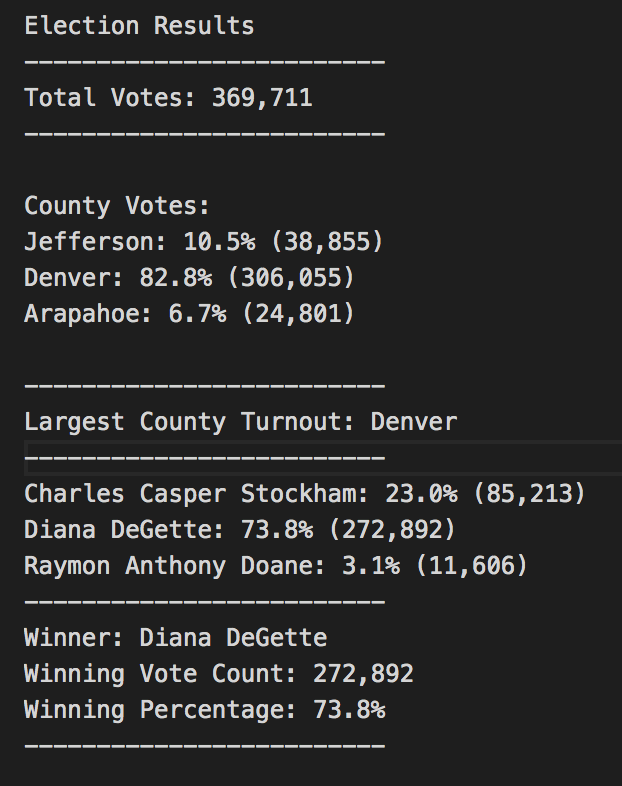 Election Results
-------------------------
Total Votes: 369,711
-------------------------
County Votes:
Jefferson: 10.5% (38,855)
Denver: 82.8% (306,055)
Arapahoe: 6.7% (24,801)
-------------------------
Largest County Turnout: Denver
-------------------------
Charles Casper Stockham: 23.0% (85,213)
Diana DeGette: 73.8% (272,892)
Raymon Anthony Doane: 3.1% (11,606)
-------------------------
Winner: Diana DeGette
Winning Vote Count: 272,892
Winning Percentage: 73.8%
-------------------------